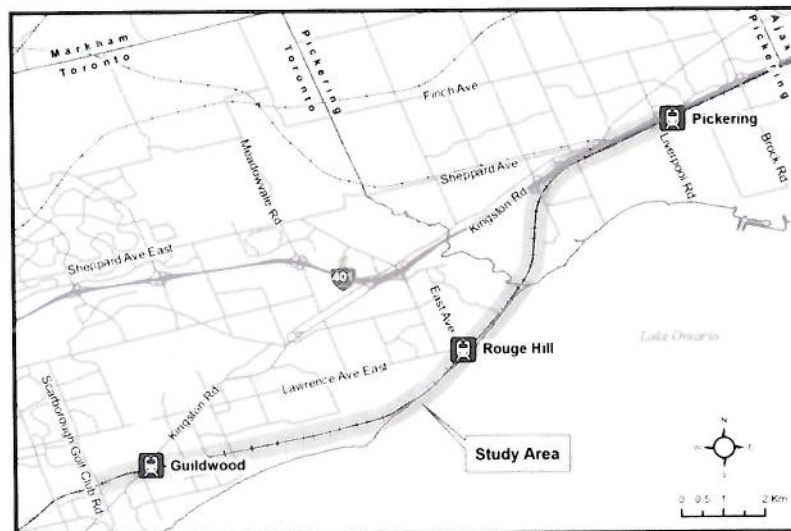 Markham
Toronto
Pickering
Toronto
Ajax
Pickering
Finch Ave
Pickering
Liverpool Rd
Brock Rd
Sheppard Ave
Kingston Rd
Meadowvale Rd
Sheppard Ave East
401
East Ave
Rouge Hill
Lake Ontario
Lawrence Ave East
Kingston Rd
Scarborough Golf Club Rd
Guildwood
Study Area
N
W
E
S
0 0.5 1 2 Km